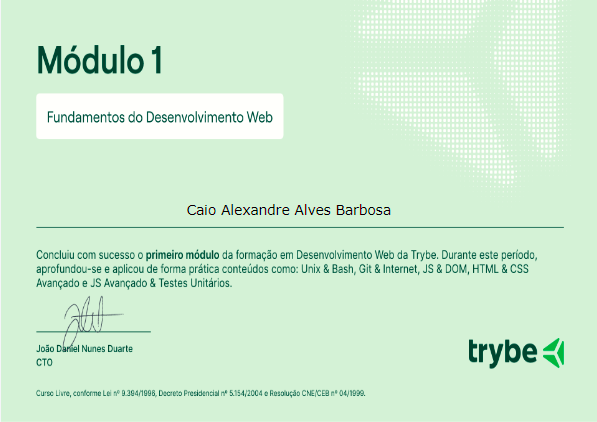 Módulo 1
Fundamentos do Desenvolvimento Web
Caio Alexandre Alves Barbosa
Concluiu com sucesso o primeiro módulo da formação em Desenvolvimento Web da Trybe. Durante este período,
aprofundou-se e aplicou de forma prática conteúdos como: Unix & Bash, Git & Internet, JS & DOM, HTML & CSS
Avançado e JS Avançado & Testes Unitários.
João Daniel Nunes Duarte
CTO
trybe
Curso Livre, conforme Lei nº 9.394/1996, Decreto Presidencial nº 5.154/2004 e Resolução CNE/CEB nº 04/1999.